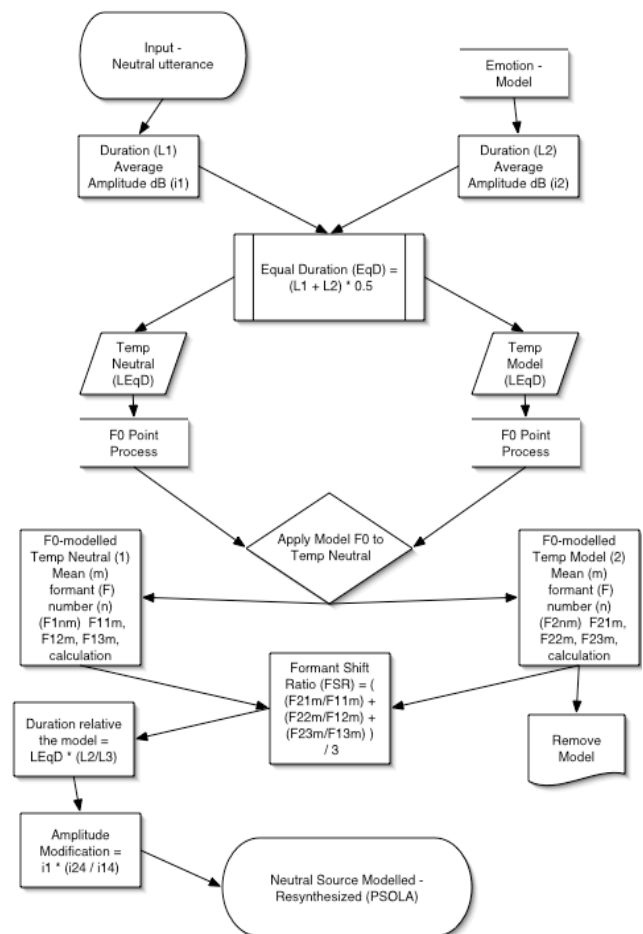 Input -
Neutral utterance
Emotion -
Model
Duration (L1)
Average
Amplitude dB (i1)
Duration (L2)
Average
Amplitude dB (i2)
Equal Duration (EqD) =
(L1 + L2) * 0.5
Temp
Neutral
(LEqD)
Temp
Model
(LEqD)
F0 Point
Process
F0 Point
Process
Apply Model F0 to
Temp Neutral
F0-modelled
Temp Neutral (1)
Mean (m)
formant (F)
number (n)
(F1nm) F11m,
F12m, F13m,
calculation
F0-modelled
Temp Model (2)
Mean (m)
formant (F)
number (n)
(F2nm) F21m,
F22m, F23m,
calculation
Formant Shift
Ratio (FSR) = (
(F21m/F11m) +
(F22m/F12m) +
(F23m/F13m) )
/ 3
Duration relative
the model =
LEqD * (L2/L3)
Remove
Model
Amplitude
Modification =
i1 * (i24 / i14)
Neutral Source Modelled -
Resynthesized (PSOLA)